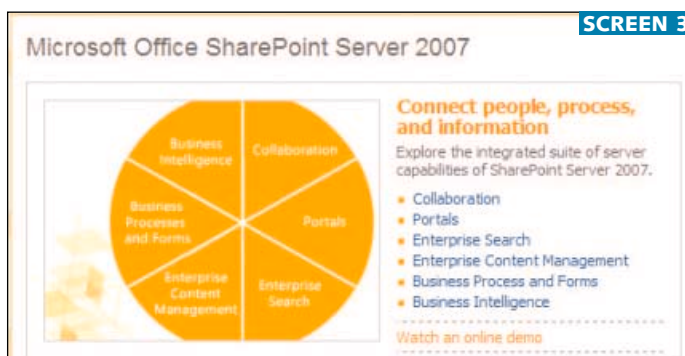 SCREEN 3
Microsoft Office SharePoint Server 2007
Business
Intelligence
Collaboration
Business
Processes
and Forms
Portals
Enterprise
Content
Management
Enterprise
Search
Connect people, process,
and information
Explore the integrated suite of server
capabilities of SharePoint Server 2007.
Collaboration
Portals
Enterprise Search
Enterprise Content Management
Business Process and Forms
Business Intelligence
Watch an online demo